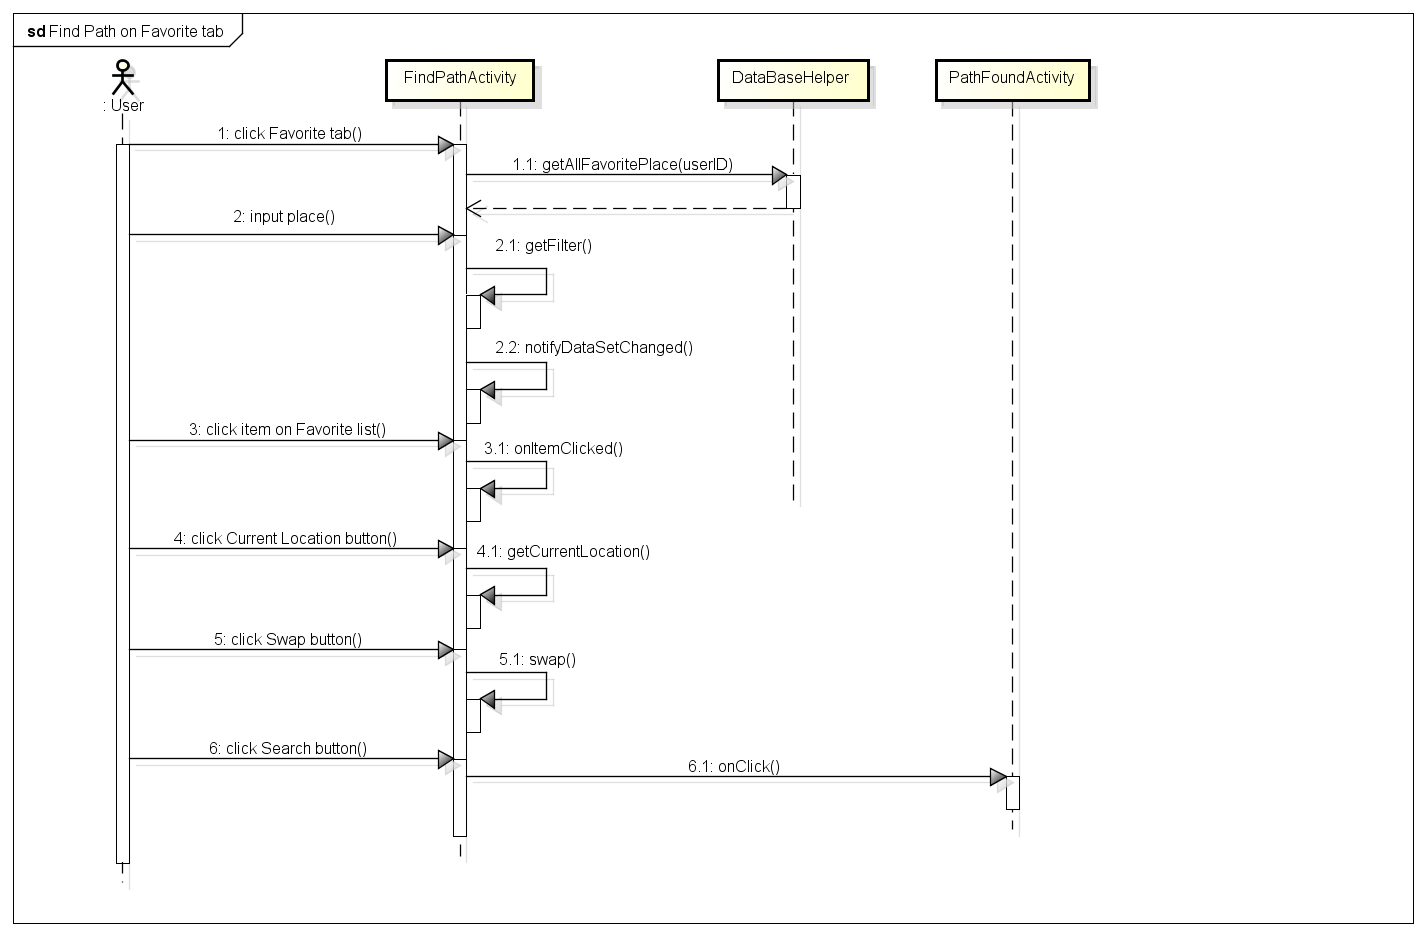 sd Find Path on Favorite tab
: User
FindPathActivity
DataBaseHelper
PathFoundActivity
1: click Favorite tab()
1.1: getAllFavoritePlace(userID)
2: input place()
2.1: getFilter()
2.2: notifyDataSetChanged()
3: click item on Favorite list()
3.1: onItemClicked()
4: click Current Location button()
4.1: getCurrentLocation()
5: click Swap button()
5.1: swap()
6: click Search button()
6.1: onClick()